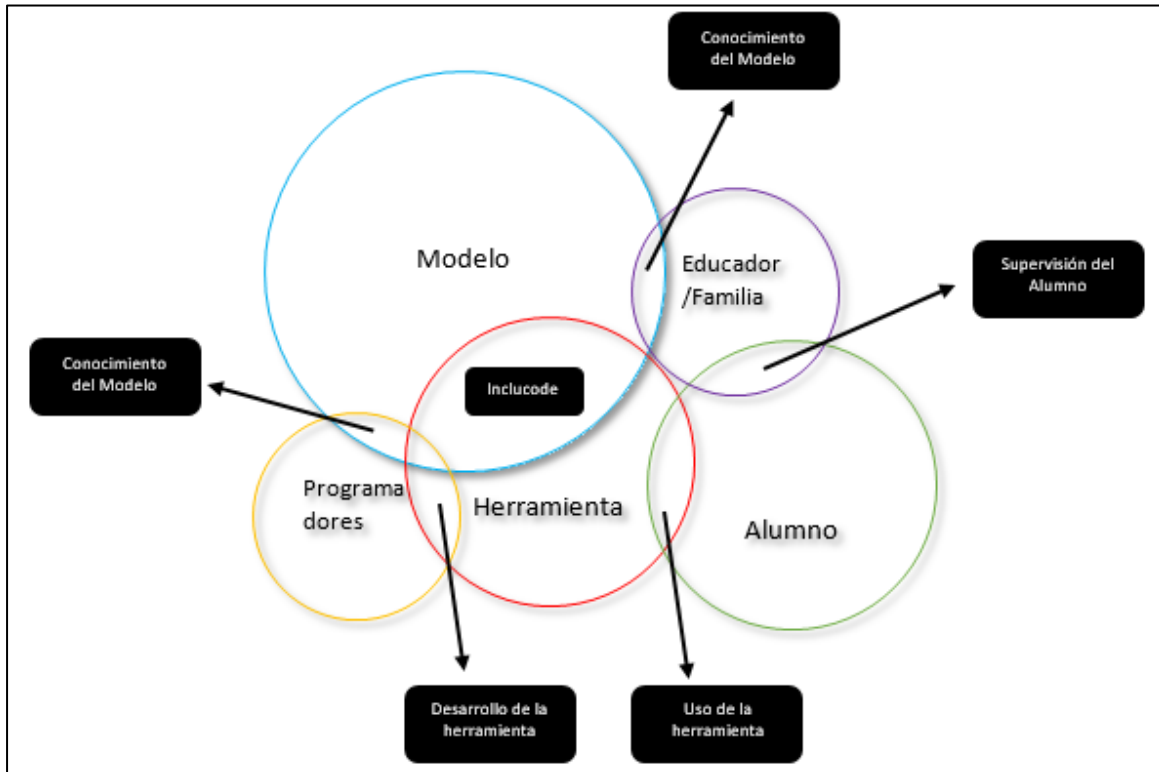 Conocimiento
del Modelo
Modelo
Educador
/Familia
Supervisión del
Alumno
Conocimiento
del Modelo
Inclucode
Programa
dores
Herramienta
Alumno
Desarrollo de la
herramienta
Uso de la
herramienta